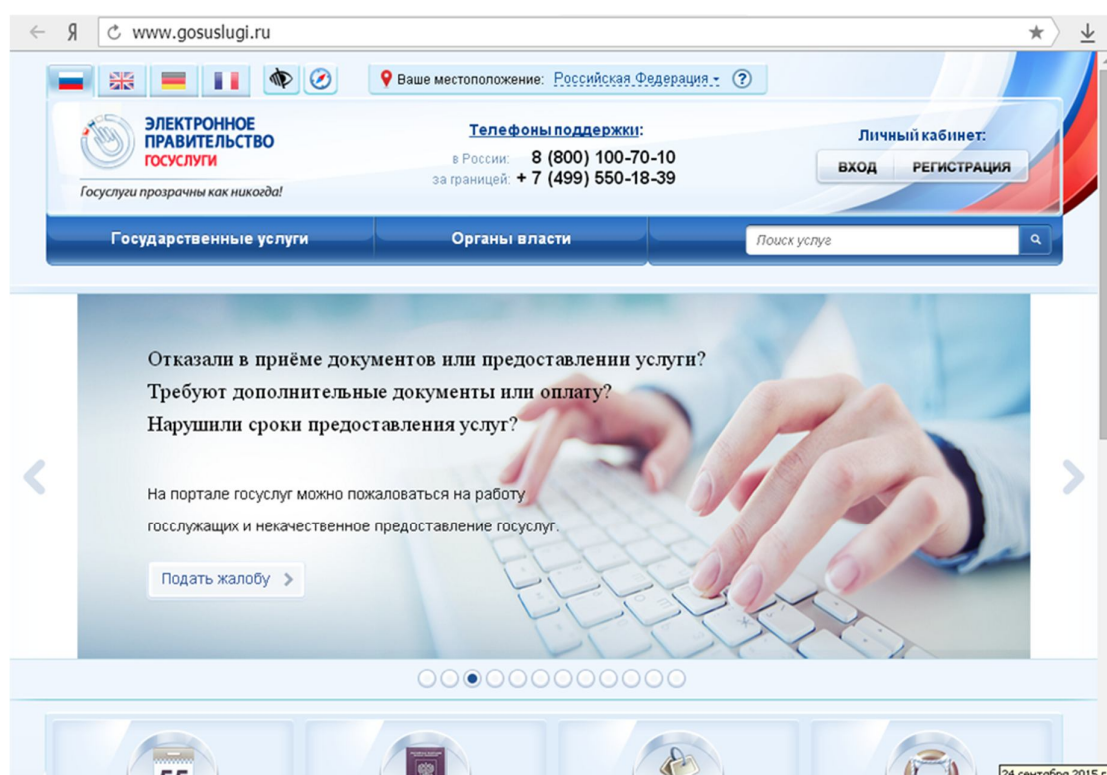 Я www.gosuslugi.ru
Ваше местоположение: Российская Федерация
ЭЛЕКТРОННОЕ
ПРАВИТЕЛЬСТВО
ГОСУСЛУГИ
Госуслуги прозрачны как никогда!
Телефоны поддержки:
в России: 8 (800) 100-70-10
за границей: + 7 (499) 550-18-39
Личный кабинет:
ВХОД РЕГИСТРАЦИЯ
Государственные услуги Органы власти Поиск услуг
Отказали в приёме документов или предоставлении услуги?
Требуют дополнительные документы или оплату?
Нарушили сроки предоставления услуг?
На портале госуслуг можно пожаловаться на работу
госслужащих и некачественное предоставление госуслуг.
Подать жалобу
24 сентября 2015 г